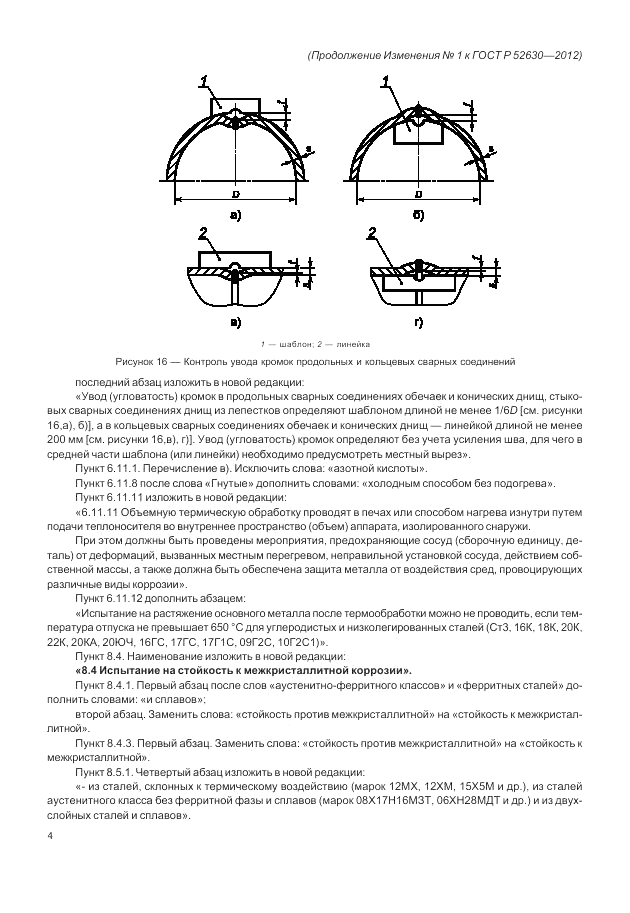 (Продолжение Изменения № 1 к ГОСТ Р 52630—2012)
1
f
s
D
а)
1
f
s
D
б)
2
f
s
в)
2
f
s
г)
1 — шаблон; 2 — линейка
Рисунок 16 — Контроль увода кромок продольных и кольцевых сварных соединений
последний абзац изложить в новой редакции:
«Увод (угловатость) кромок в продольных сварных соединениях обечаек и конических днищ, стыко-
вых сварных соединениях днищ из лепестков определяют шаблоном длиной не менее 1/6D [см. рисунки
16,а), б)], а в кольцевых сварных соединениях обечаек и конических днищ — линейкой длиной не менее
200 мм [см. рисунки 16,в), г)]. Увод (угловатость) кромок определяют без учета усиления шва, для чего в
средней части шаблона (или линейки) необходимо предусмотреть местный вырез».
Пункт 6.11.1. Перечисление в). Исключить слова: «азотной кислоты».
Пункт 6.11.8 после слова «Гнутые» дополнить словами: «холодным способом без подогрева».
Пункт 6.11.11 изложить в новой редакции:
«6.11.11 Объемную термическую обработку проводят в печах или способом нагрева изнутри путем
подачи теплоносителя во внутреннее пространство (объем) аппарата, изолированного снаружи.
При этом должны быть проведены мероприятия, предохраняющие сосуд (сборочную единицу, де-
таль) от деформаций, вызванных местным перегревом, неправильной установкой сосуда, действием соб-
ственной массы, а также должна быть обеспечена защита металла от воздействия сред, провоцирующих
различные виды коррозии».
Пункт 6.11.12 дополнить абзацем:
«Испытание на растяжение основного металла после термообработки можно не проводить, если тем-
пература отпуска не превышает 650 °С для углеродистых и низколегированных сталей (Ст3, 16К, 18К, 20К,
22К, 20КА, 20ЮЧ, 16ГС, 17ГС, 17Г1С, 09Г2С, 10Г2С1)».
Пункт 8.4. Наименование изложить в новой редакции:
«8.4 Испытание на стойкость к межкристаллитной коррозии».
Пункт 8.4.1. Первый абзац после слов «аустенитно-ферритного классов» и «ферритных сталей» до-
полнить словами: «и сплавов»;
второй абзац. Заменить слова: «стойкость против межкристаллитной» на «стойкость к межкристал-
литной».
Пункт 8.4.3. Первый абзац. Заменить слова: «стойкость против межкристаллитной» на «стойкость к
межкристаллитной».
Пункт 8.5.1. Четвертый абзац изложить в новой редакции:
«- из сталей, склонных к термическому воздействию (марок 12МХ, 12ХМ, 15Х5М и др.), из сталей
аустенитного класса без ферритной фазы и сплавов (марок 08Х17Н16М3Т, 06ХН28МДТ и др.) и из двух-
слойных сталей и сплавов».
4